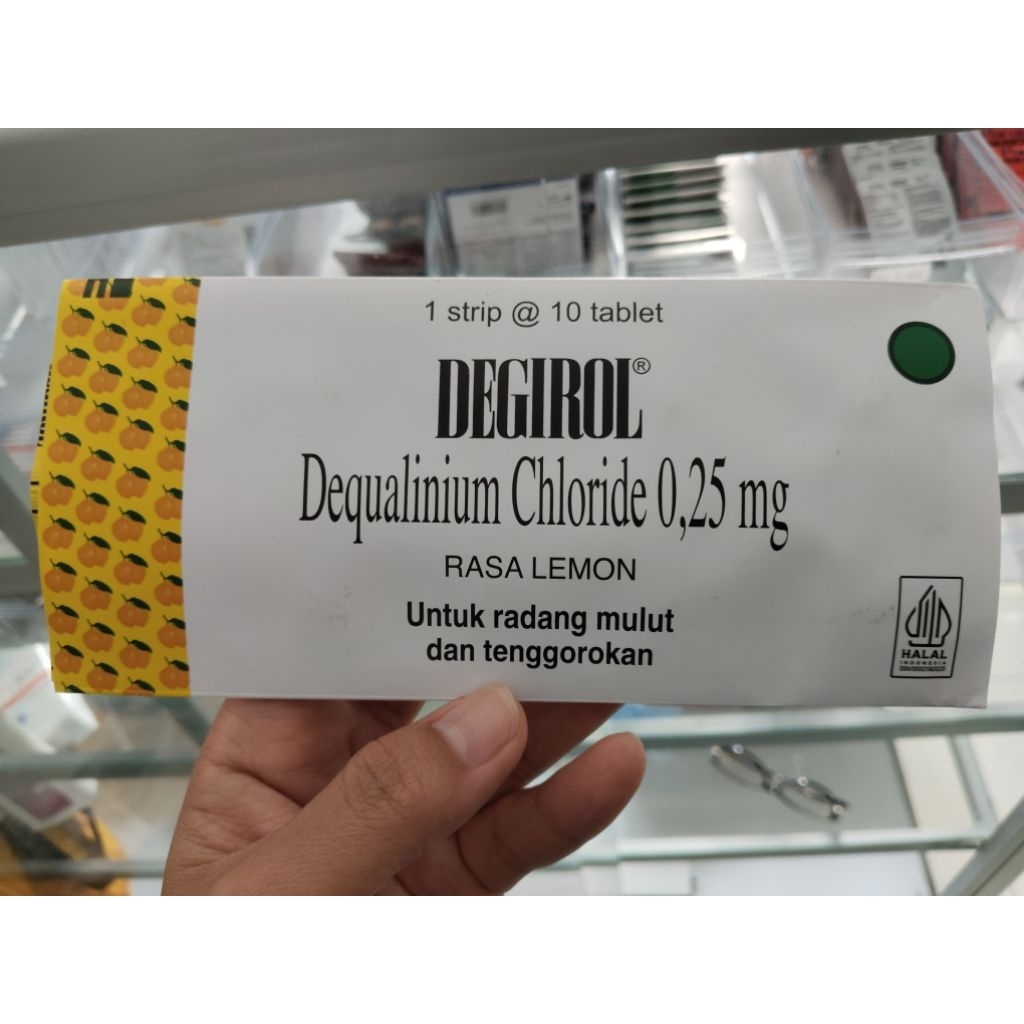 1 strip @ 10 tablet
DEGIROL®
Dequalinium Chloride 0,25 mg
RASA LEMON
Untuk radang mulut
dan tenggorokan
HALAL
INDONESIA